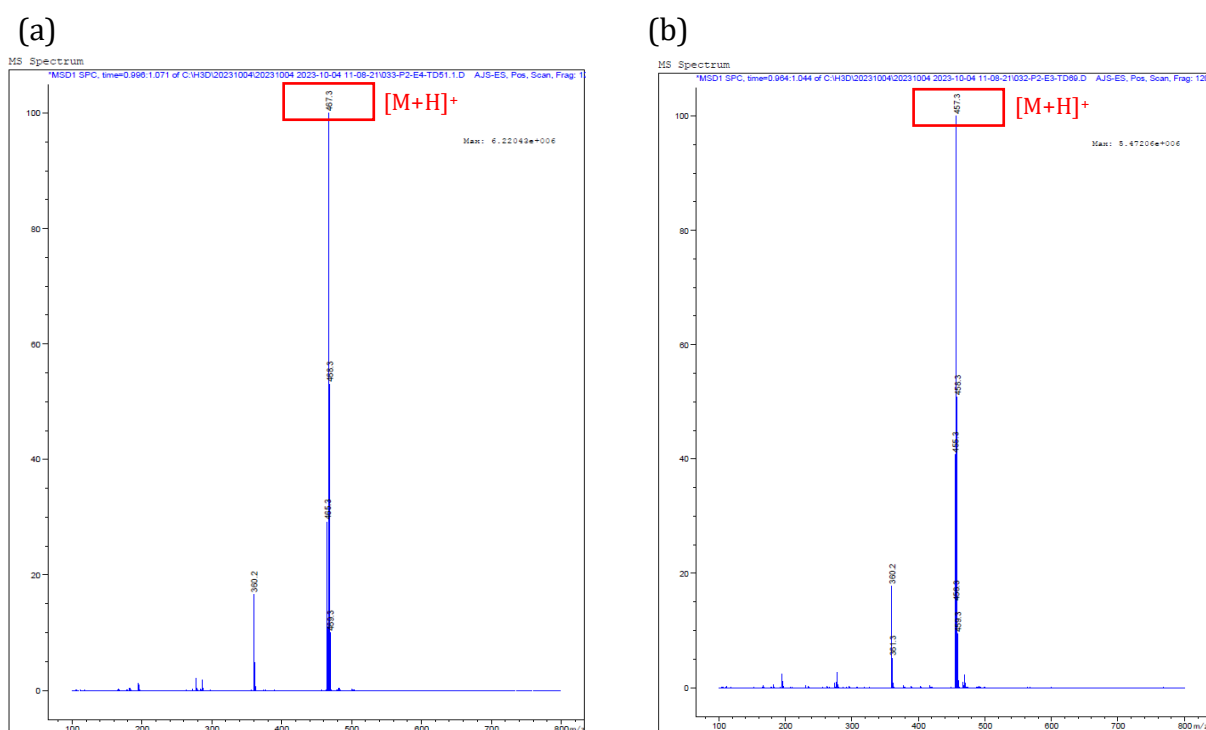 (a)
MS Spectrum
*MSD1 SPC, time=0.996:1.071 of C:\H3D\20231004\20231004 2023-10-04 11-08-21\033-P2-E4-TD51.1.D AJS-ES, Pos, Scan, Frag:
467.3
[M+H]+
100
Max: 6.22043e+006
80
60
468.3
40
465.3
20
360.2
469.3
0
100 200 300 400 500 600 700 800 m/z
(b)
MS Spectrum
*MSD1 SPC, time=0.964:1.044 of C:\H3D\20231004\20231004 2023-10-04 11-08-21\032-P2-E3-TD69.D AJS-ES, Pos, Scan, Frag: 120
457.3
[M+H]+
100
Max: 5.47206e+006
80
60
458.3
40
455.3
20
360.2
361.3
459.3
0
100 200 300 400 500 600 700 800 m/z